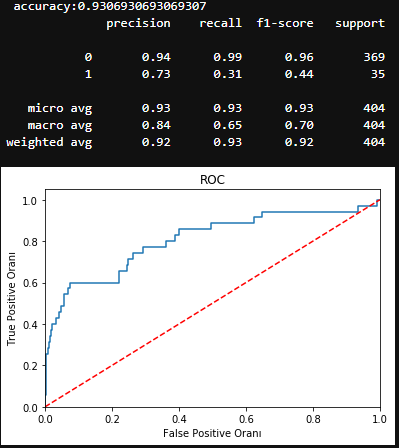 accuracy:0.9306930693069307
precision recall f1-score support
0 0.94 0.99 0.96 369
1 0.73 0.31 0.44 35
micro avg 0.93 0.93 0.93 404
macro avg 0.84 0.65 0.70 404
weighted avg 0.92 0.93 0.92 404
ROC
1.0
0.8
0.6
0.4
0.2
0.0
True Positive Oranı
0.0 0.2 0.4 0.6 0.8 1.0
False Positive Oranı